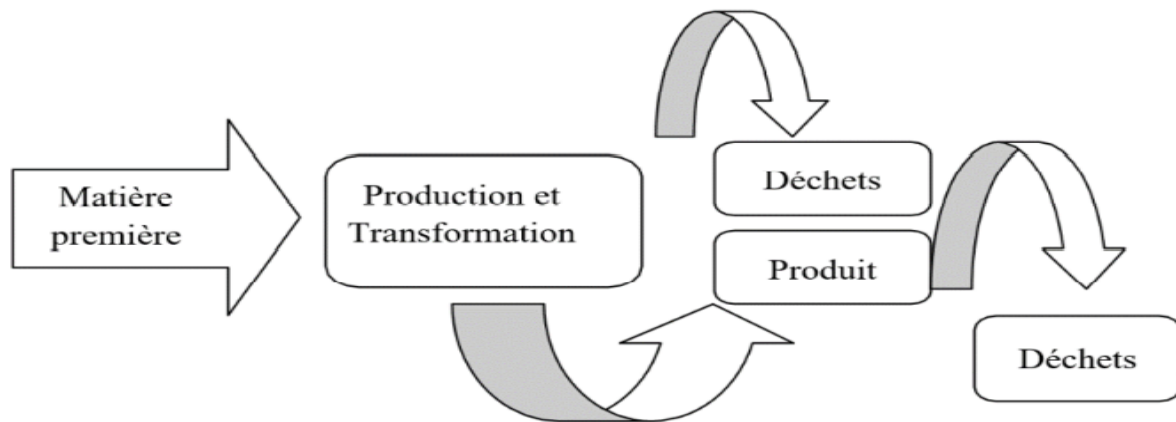 Matière
première
Production et
Transformation
Déchets
Produit
Déchets